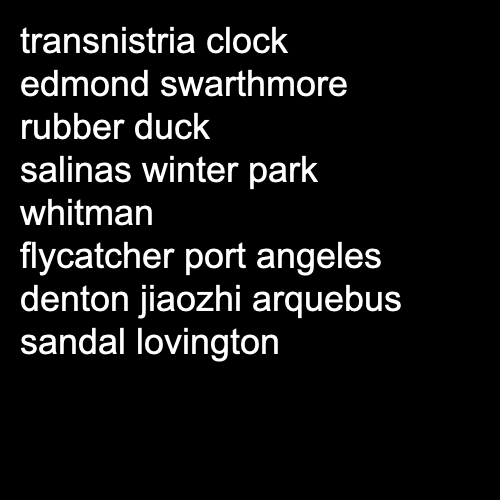 transnistria clock
edmond swarthmore
rubber duck
salinas winter park
whitman
flycatcher port angeles
denton jiaozhi arquebus
sandal lovington